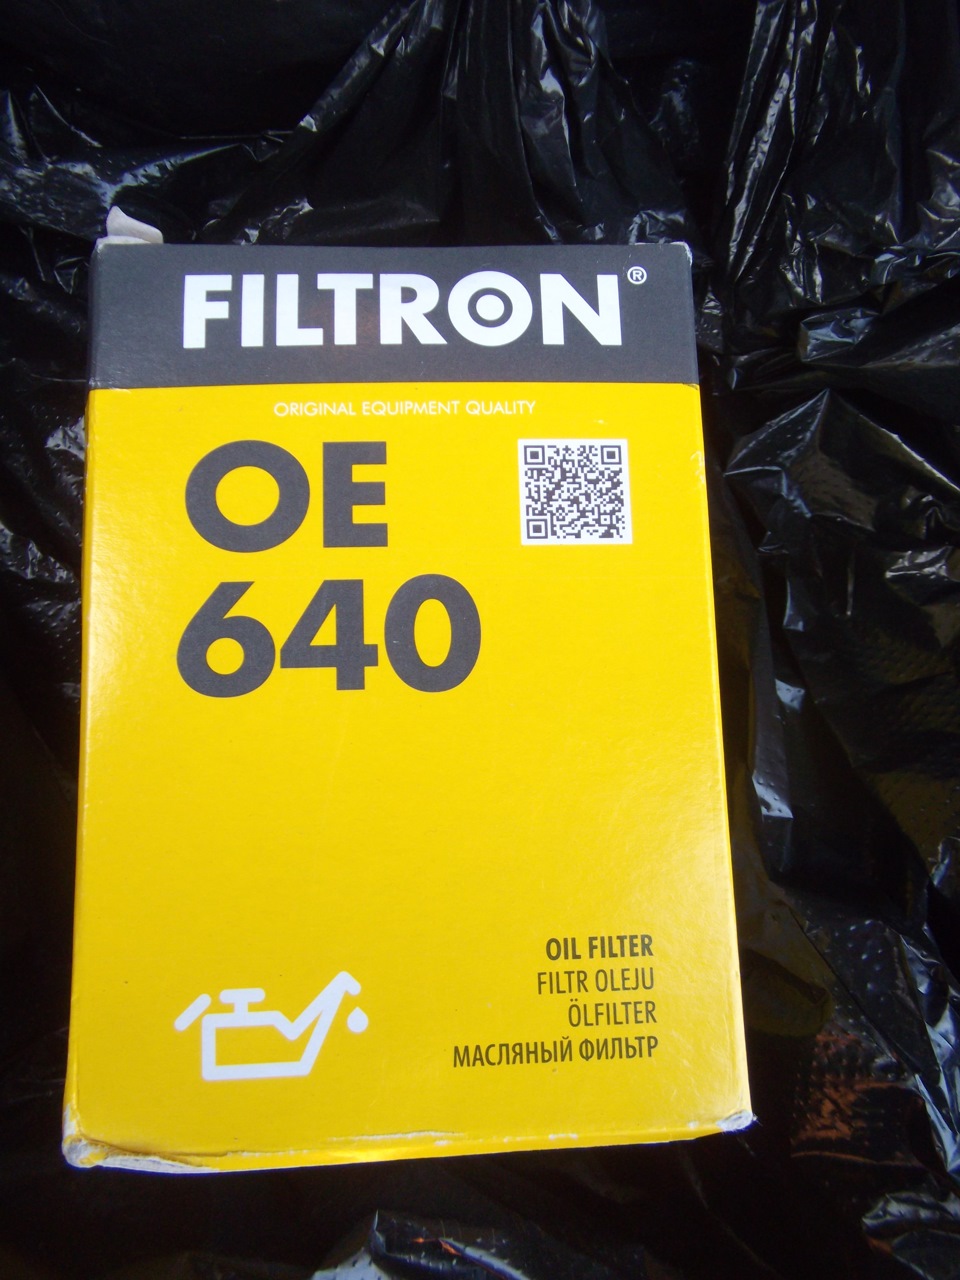 FILTRON®
ORIGINAL EQUIPMENT QUALITY
OE
640
OIL FILTER
FILTR OLEJU
ÖLFILTER
МАСЛЯНЫЙ ФИЛЬТР